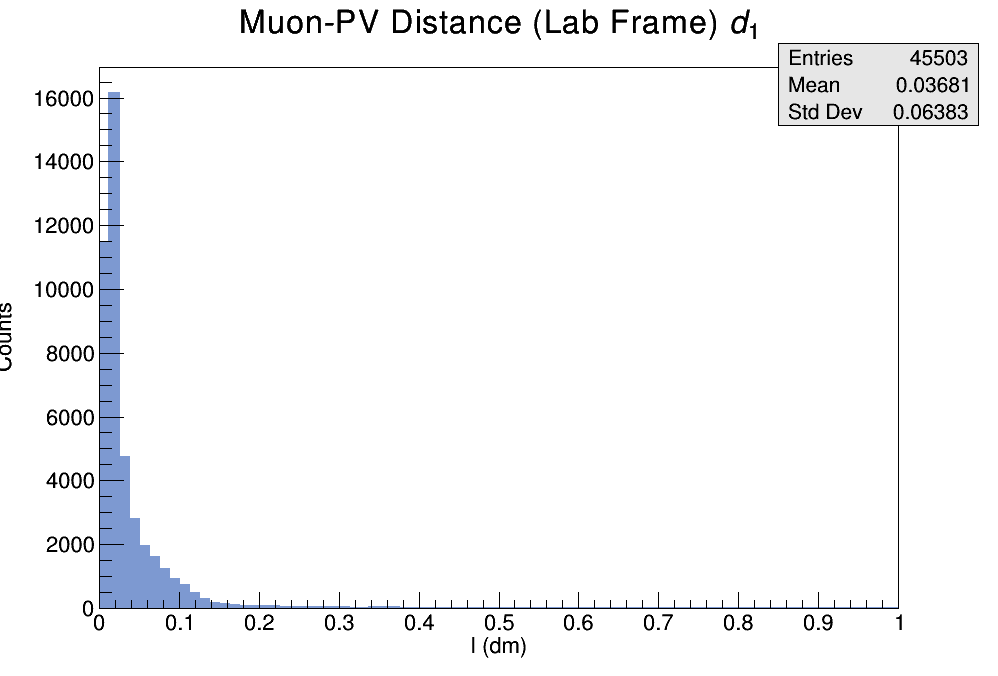 Muon-PV Distance (Lab Frame) d₁
Entries 45503
Mean 0.03681
Std Dev 0.06383
16000
14000
12000
10000
8000
6000
4000
2000
0
Counts
0 0.1 0.2 0.3 0.4 0.5 0.6 0.7 0.8 0.9 1
l (dm)